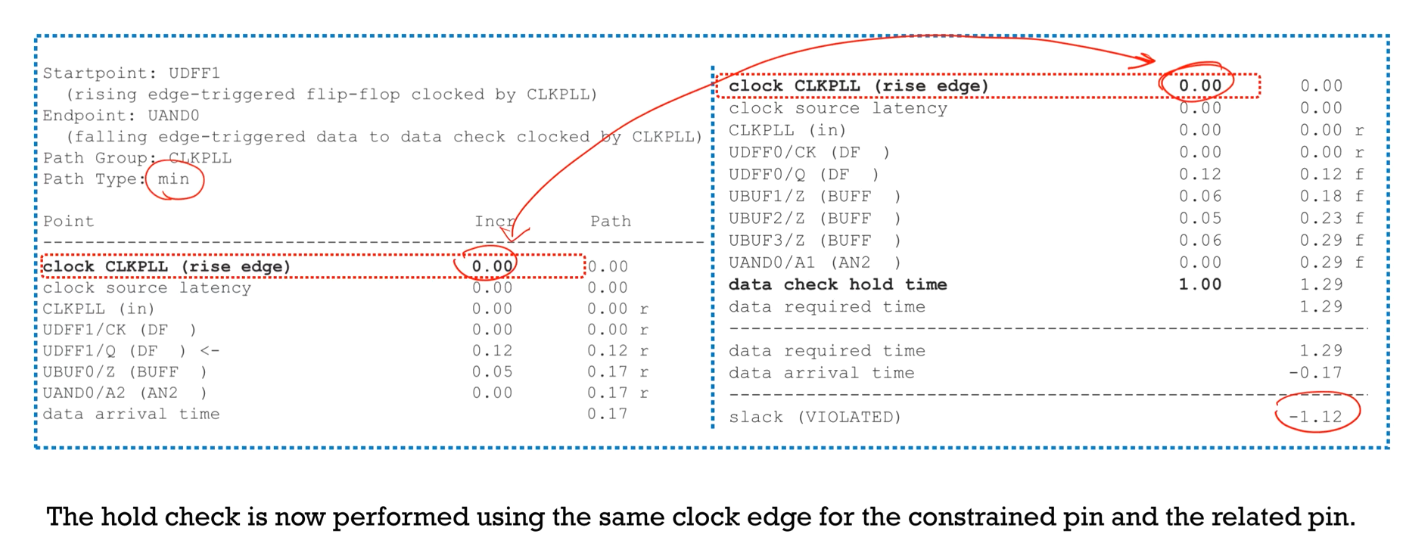 Startpoint: UDFF1
(rising edge-triggered flip-flop clocked by CLKPLL)
Endpoint: UAND0
(falling edge-triggered data to data check clocked by CLKPLL)
Path Group: CLKPLL
Path Type: min
Point Incr Path
clock CLKPLL (rise edge) 0.00 0.00
clock source latency 0.00 0.00
CLKPLL (in) 0.00 0.00 r
UDFF1/CK (DF ) 0.00 0.00 r
UDFF1/Q (DF ) <- 0.12 0.12 r
UBUF0/Z (BUFF ) 0.05 0.17 r
UAND0/A2 (AN2 ) 0.00 0.17 r
data arrival time 0.17
clock CLKPLL (rise edge) 0.00 0.00
clock source latency 0.00 0.00
CLKPLL (in) 0.00 0.00 r
UDFF0/CK (DF ) 0.00 0.00 r
UDFF0/Q (DF ) 0.12 0.12 f
UBUF1/Z (BUFF ) 0.06 0.18 f
UBUF2/Z (BUFF ) 0.05 0.23 f
UBUF3/Z (BUFF ) 0.06 0.29 f
UAND0/A1 (AN2 ) 0.00 0.29 f
data check hold time 1.00 1.29
data required time 1.29
data required time 1.29
data arrival time -0.17
slack (VIOLATED) -1.12
The hold check is now performed using the same clock edge for the constrained pin and the related pin.